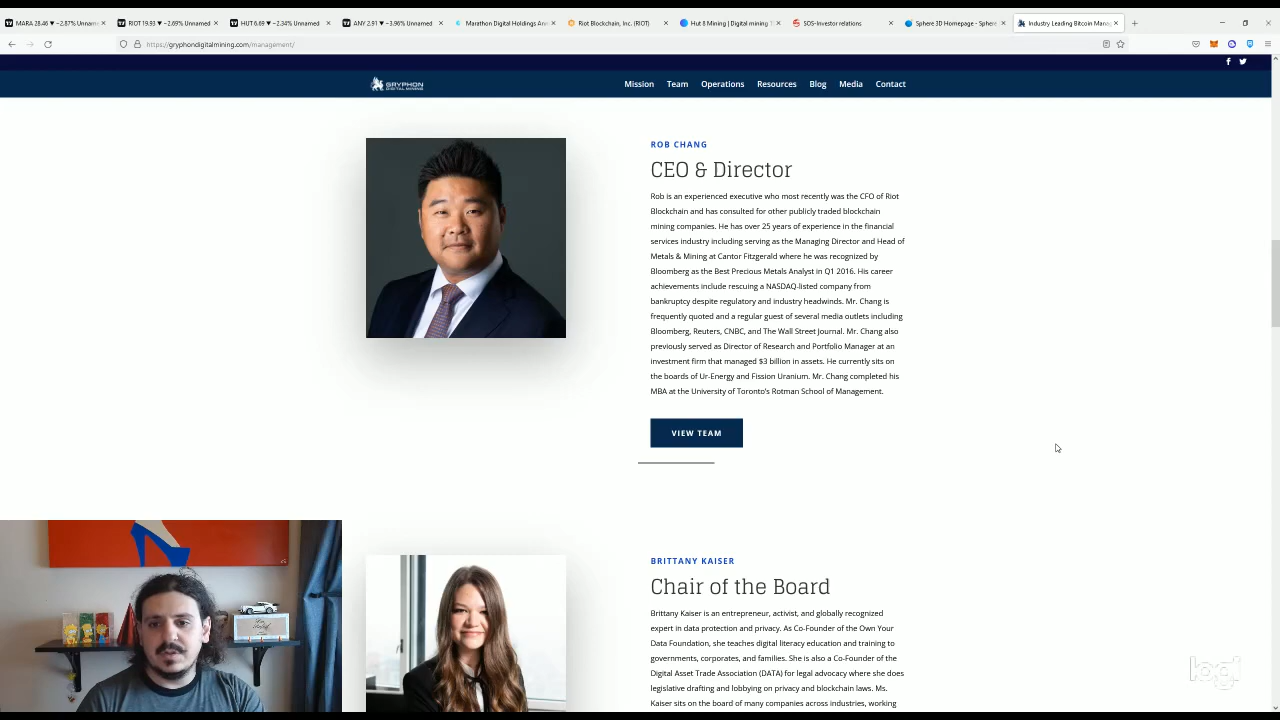 MARA 28.46 ▼ −2.87% Unname
RIOT 19.93 ▼ −2.69% Unnamed
HUT 6.69 ▼ −2.34% Unnamed
ANY 2.91 ▼ −3.96% Unnamed
Marathon Digital Holdings Ann
Riot Blockchain, Inc. (RIOT)
Hut 8 Mining | Digital mining
SOS-Investor relations
Sphere 3D Homepage - Sphere
Industry Leading Bitcoin Mana
https://gryphondigitalmining.com/management/
GRYPHON
DIGITAL MINING
Mission
Team
Operations
Resources
Blog
Media
Contact
ROB CHANG
CEO & Director
Rob is an experienced executive who most recently was the CFO of Riot
Blockchain and has consulted for other publicly traded blockchain
mining companies. He has over 25 years of experience in the financial
services industry including serving as the Managing Director and Head of
Metals & Mining at Cantor Fitzgerald where he was recognized by
Bloomberg as the Best Precious Metals Analyst in Q1 2016. His career
achievements include rescuing a NASDAQ-listed company from
bankruptcy despite regulatory and industry headwinds. Mr. Chang is
frequently quoted and a regular guest of several media outlets including
Bloomberg, Reuters, CNBC, and The Wall Street Journal. Mr. Chang also
previously served as Director of Research and Portfolio Manager at an
investment firm that managed $3 billion in assets. He currently sits on
the boards of Ur-Energy and Fission Uranium. Mr. Chang completed his
MBA at the University of Toronto's Rotman School of Management.
VIEW TEAM
BRITTANY KAISER
Chair of the Board
Brittany Kaiser is an entrepreneur, activist, and globally recognized
expert in data protection and privacy. As Co-Founder of the Own Your
Data Foundation, she teaches digital literacy education and training to
governments, corporates, and families. She is also a Co-Founder of the
Digital Asset Trade Association (DATA) for legal advocacy where she does
legislative drafting and lobbying on privacy and blockchain laws. Ms.
Kaiser sits on the board of many companies across industries, working
logi